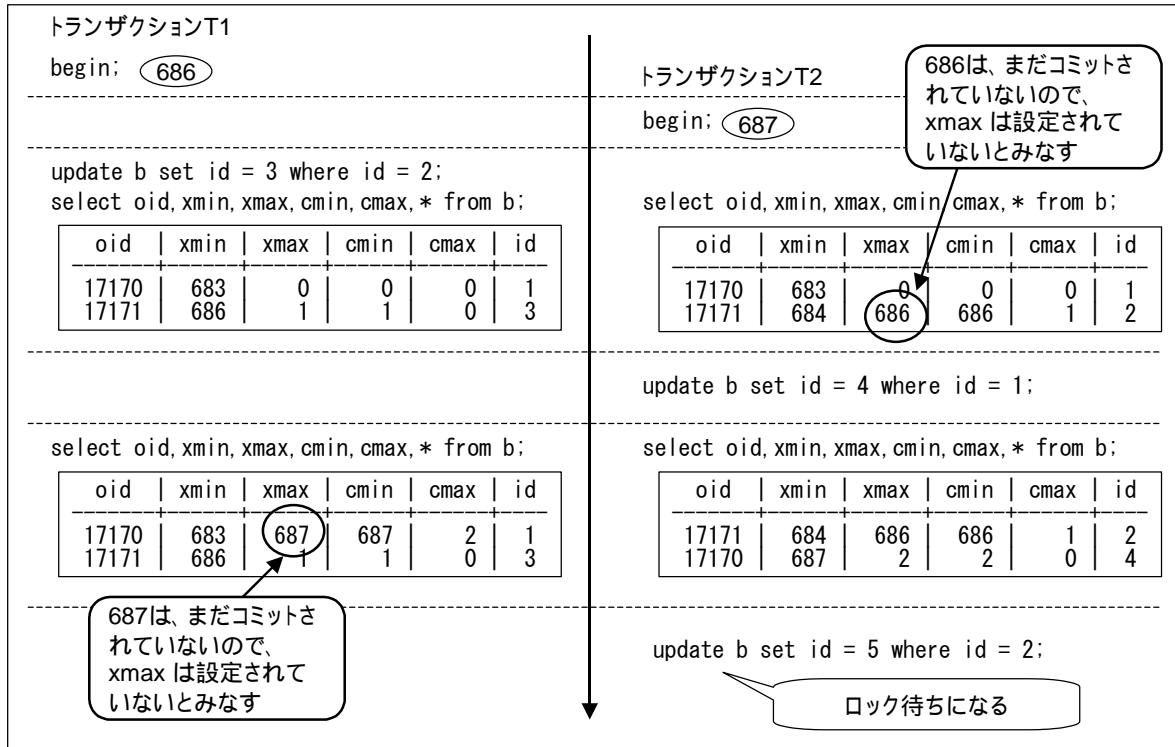 トランザクションT1
begin; 686
トランザクションT2
begin; 687
686は、まだコミットさ
れていないので、
xmax は設定されて
いないとみなす
update b set id = 3 where id = 2;
select oid,xmin,xmax,cmin,cmax,* from b;
oid | xmin | xmax | cmin | cmax | id
17170 | 683 | 0 | 0 | 0 | 1
17171 | 686 | 1 | 1 | 0 | 3
select oid,xmin,xmax,cmin,cmax,* from b;
oid | xmin | xmax | cmin | cmax | id
17170 | 683 | 0 | 0 | 0 | 1
17171 | 684 | 686 | 686 | 1 | 2
update b set id = 4 where id = 1;
select oid,xmin,xmax,cmin,cmax,* from b;
oid | xmin | xmax | cmin | cmax | id
17170 | 683 | 687 | 687 | 2 | 1
17171 | 686 | 1 | 1 | 0 | 3
select oid,xmin,xmax,cmin,cmax,* from b;
oid | xmin | xmax | cmin | cmax | id
17171 | 684 | 686 | 686 | 1 | 2
17170 | 687 | 2 | 2 | 0 | 4
687は、まだコミットさ
れていないので、
xmax は設定されて
いないとみなす
update b set id = 5 where id = 2;
ロック待ちになる